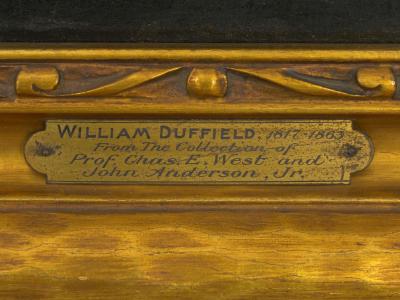 WILLIAM DUFFIELD, 1817-1863
From The Collection of
Prof. Chas. E. West and
John Anderson, Jr.